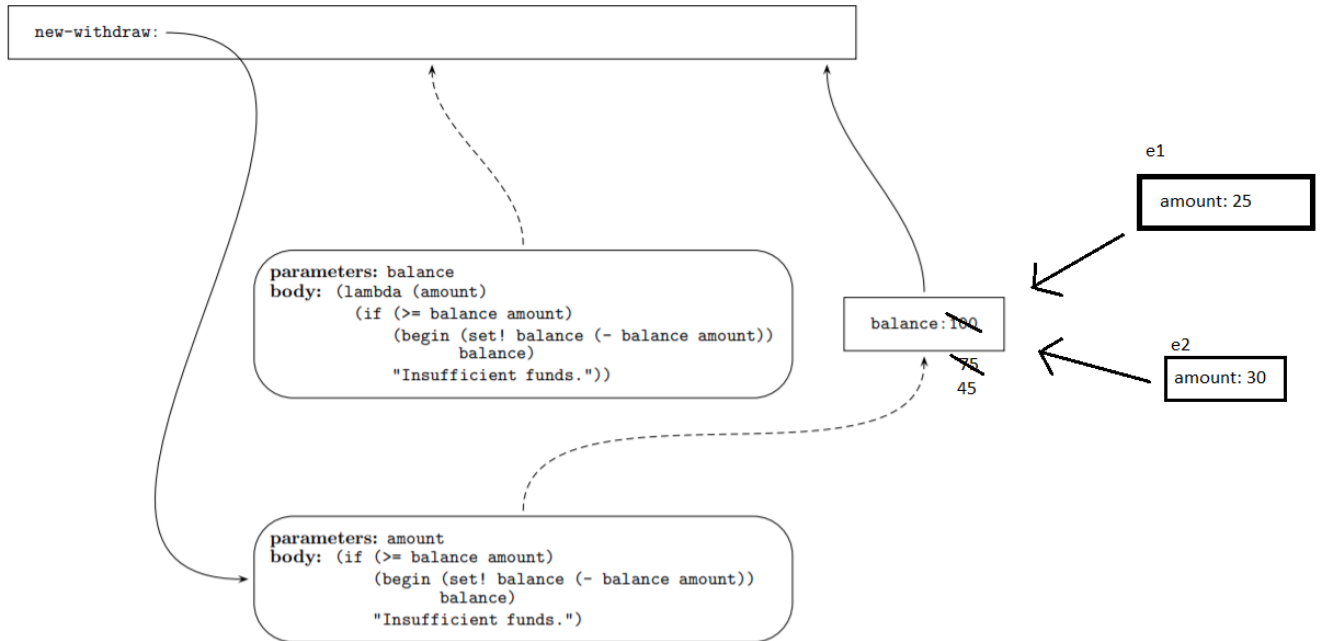 new-withdraw:
e1
amount: 25
parameters: balance
body: (lambda (amount)
(if (>= balance amount)
(begin (set! balance (- balance amount))
balance)
"Insufficient funds."))
balance:100
75
45
e2
amount: 30
parameters: amount
body: (if (>= balance amount)
(begin (set! balance (- balance amount))
balance)
"Insufficient funds.")